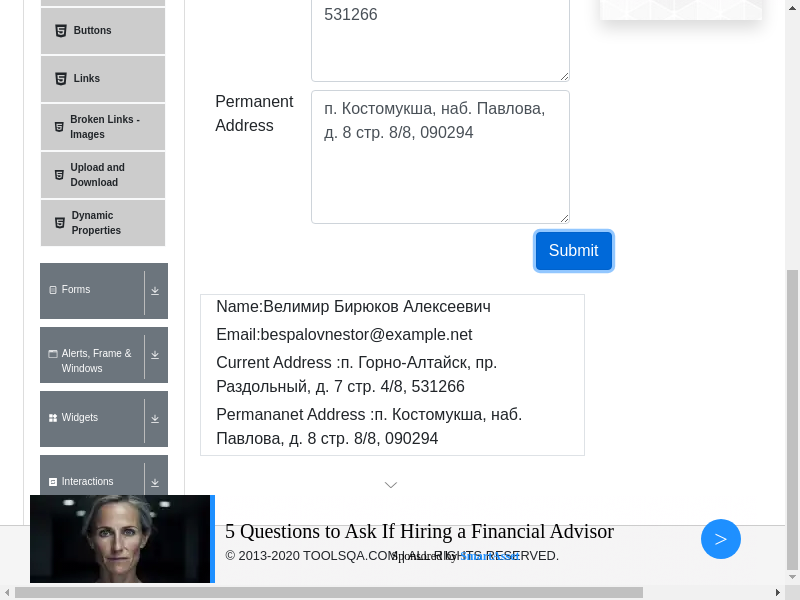 531266
Buttons
Links
Broken Links -
Images
Upload and
Download
Dynamic
Properties
Forms
Alerts, Frame &
Windows
Widgets
Interactions
Permanent
Address
п. Костомукша, наб. Павлова,
д. 8 стр. 8/8, 090294
Submit
Name:Велимир Бирюков Алексеевич
Email:bespalovnestor@example.net
Current Address :п. Горно-Алтайск, пр.
Раздольный, д. 7 стр. 4/8, 531266
Permananet Address :п. Костомукша, наб.
Павлова, д. 8 стр. 8/8, 090294
5 Questions to Ask If Hiring a Financial Advisor
>
© 2013-2020 TOOLSQA.COM | ALL RIGHTS RESERVED.
Sponsored by